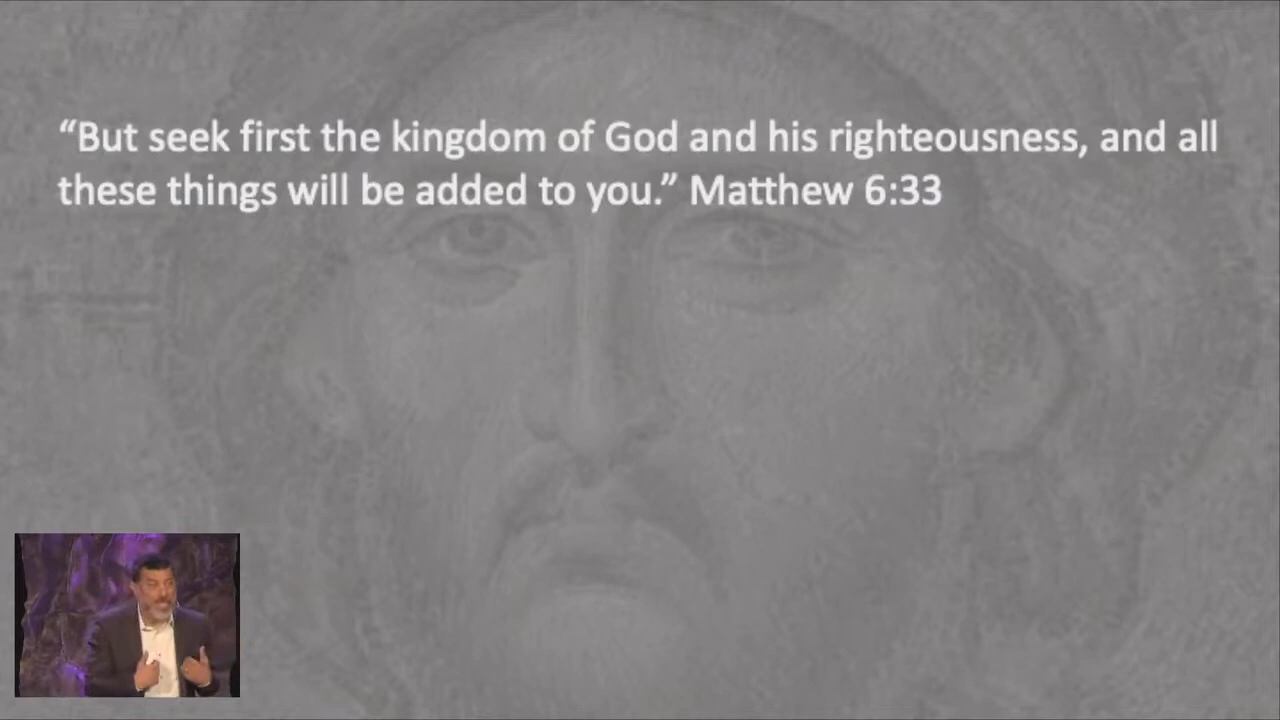 “But seek first the kingdom of God and his righteousness, and all
these things will be added to you.” Matthew 6:33